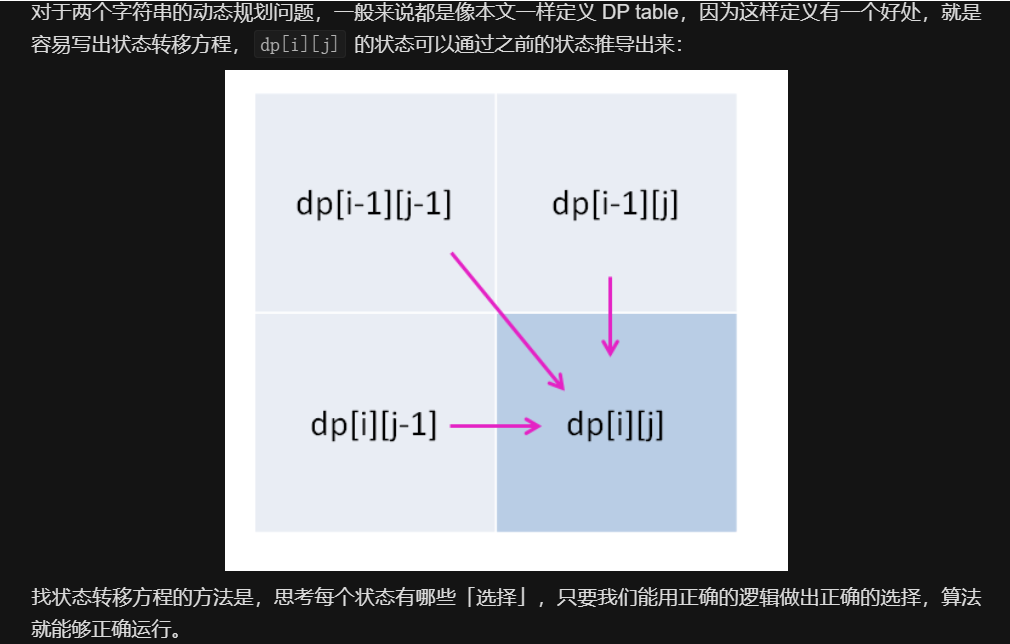 对于两个字符串的动态规划问题，一般来说都是像本文一样定义 DP table，因为这样定义有一个好处，就是
容易写出状态转移方程，dp[i][j] 的状态可以通过之前的状态推导出来：
dp[i-1][j-1]
dp[i-1][j]
dp[i][j-1]
dp[i][j]
找状态转移方程的方法是，思考每个状态有哪些「选择」，只要我们能用正确的逻辑做出正确的选择，算法
就能够正确运行。